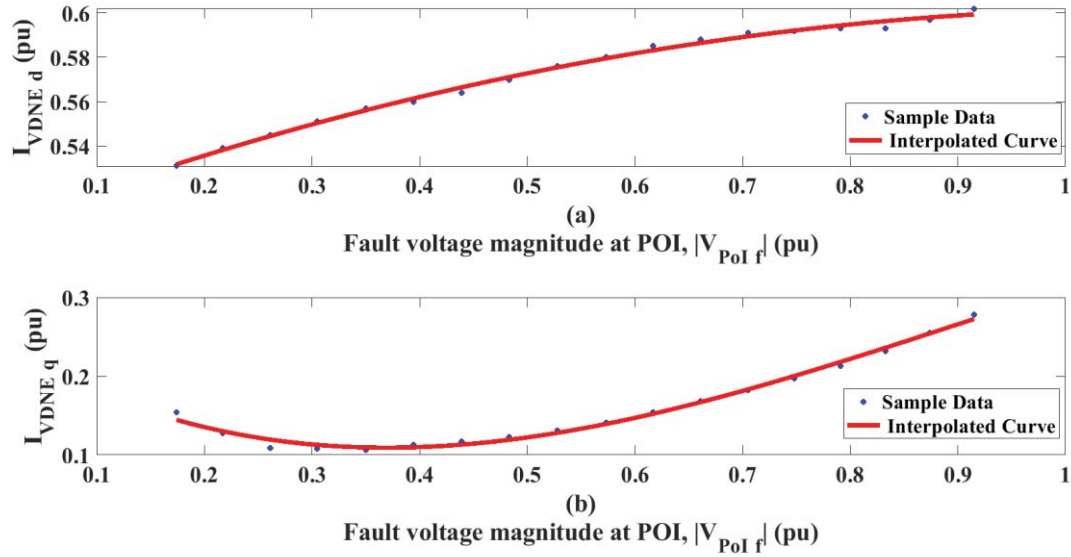 I_VDNE d (pu)
0.6
0.58
0.56
0.54
Sample Data
Interpolated Curve
0.1 0.2 0.3 0.4 0.5 0.6 0.7 0.8 0.9 1
(a)
Fault voltage magnitude at POI, |V_PoI f| (pu)
I_VDNE q (pu)
0.3
0.2
0.1
Sample Data
Interpolated Curve
0.1 0.2 0.3 0.4 0.5 0.6 0.7 0.8 0.9 1
(b)
Fault voltage magnitude at POI, |V_PoI f| (pu)